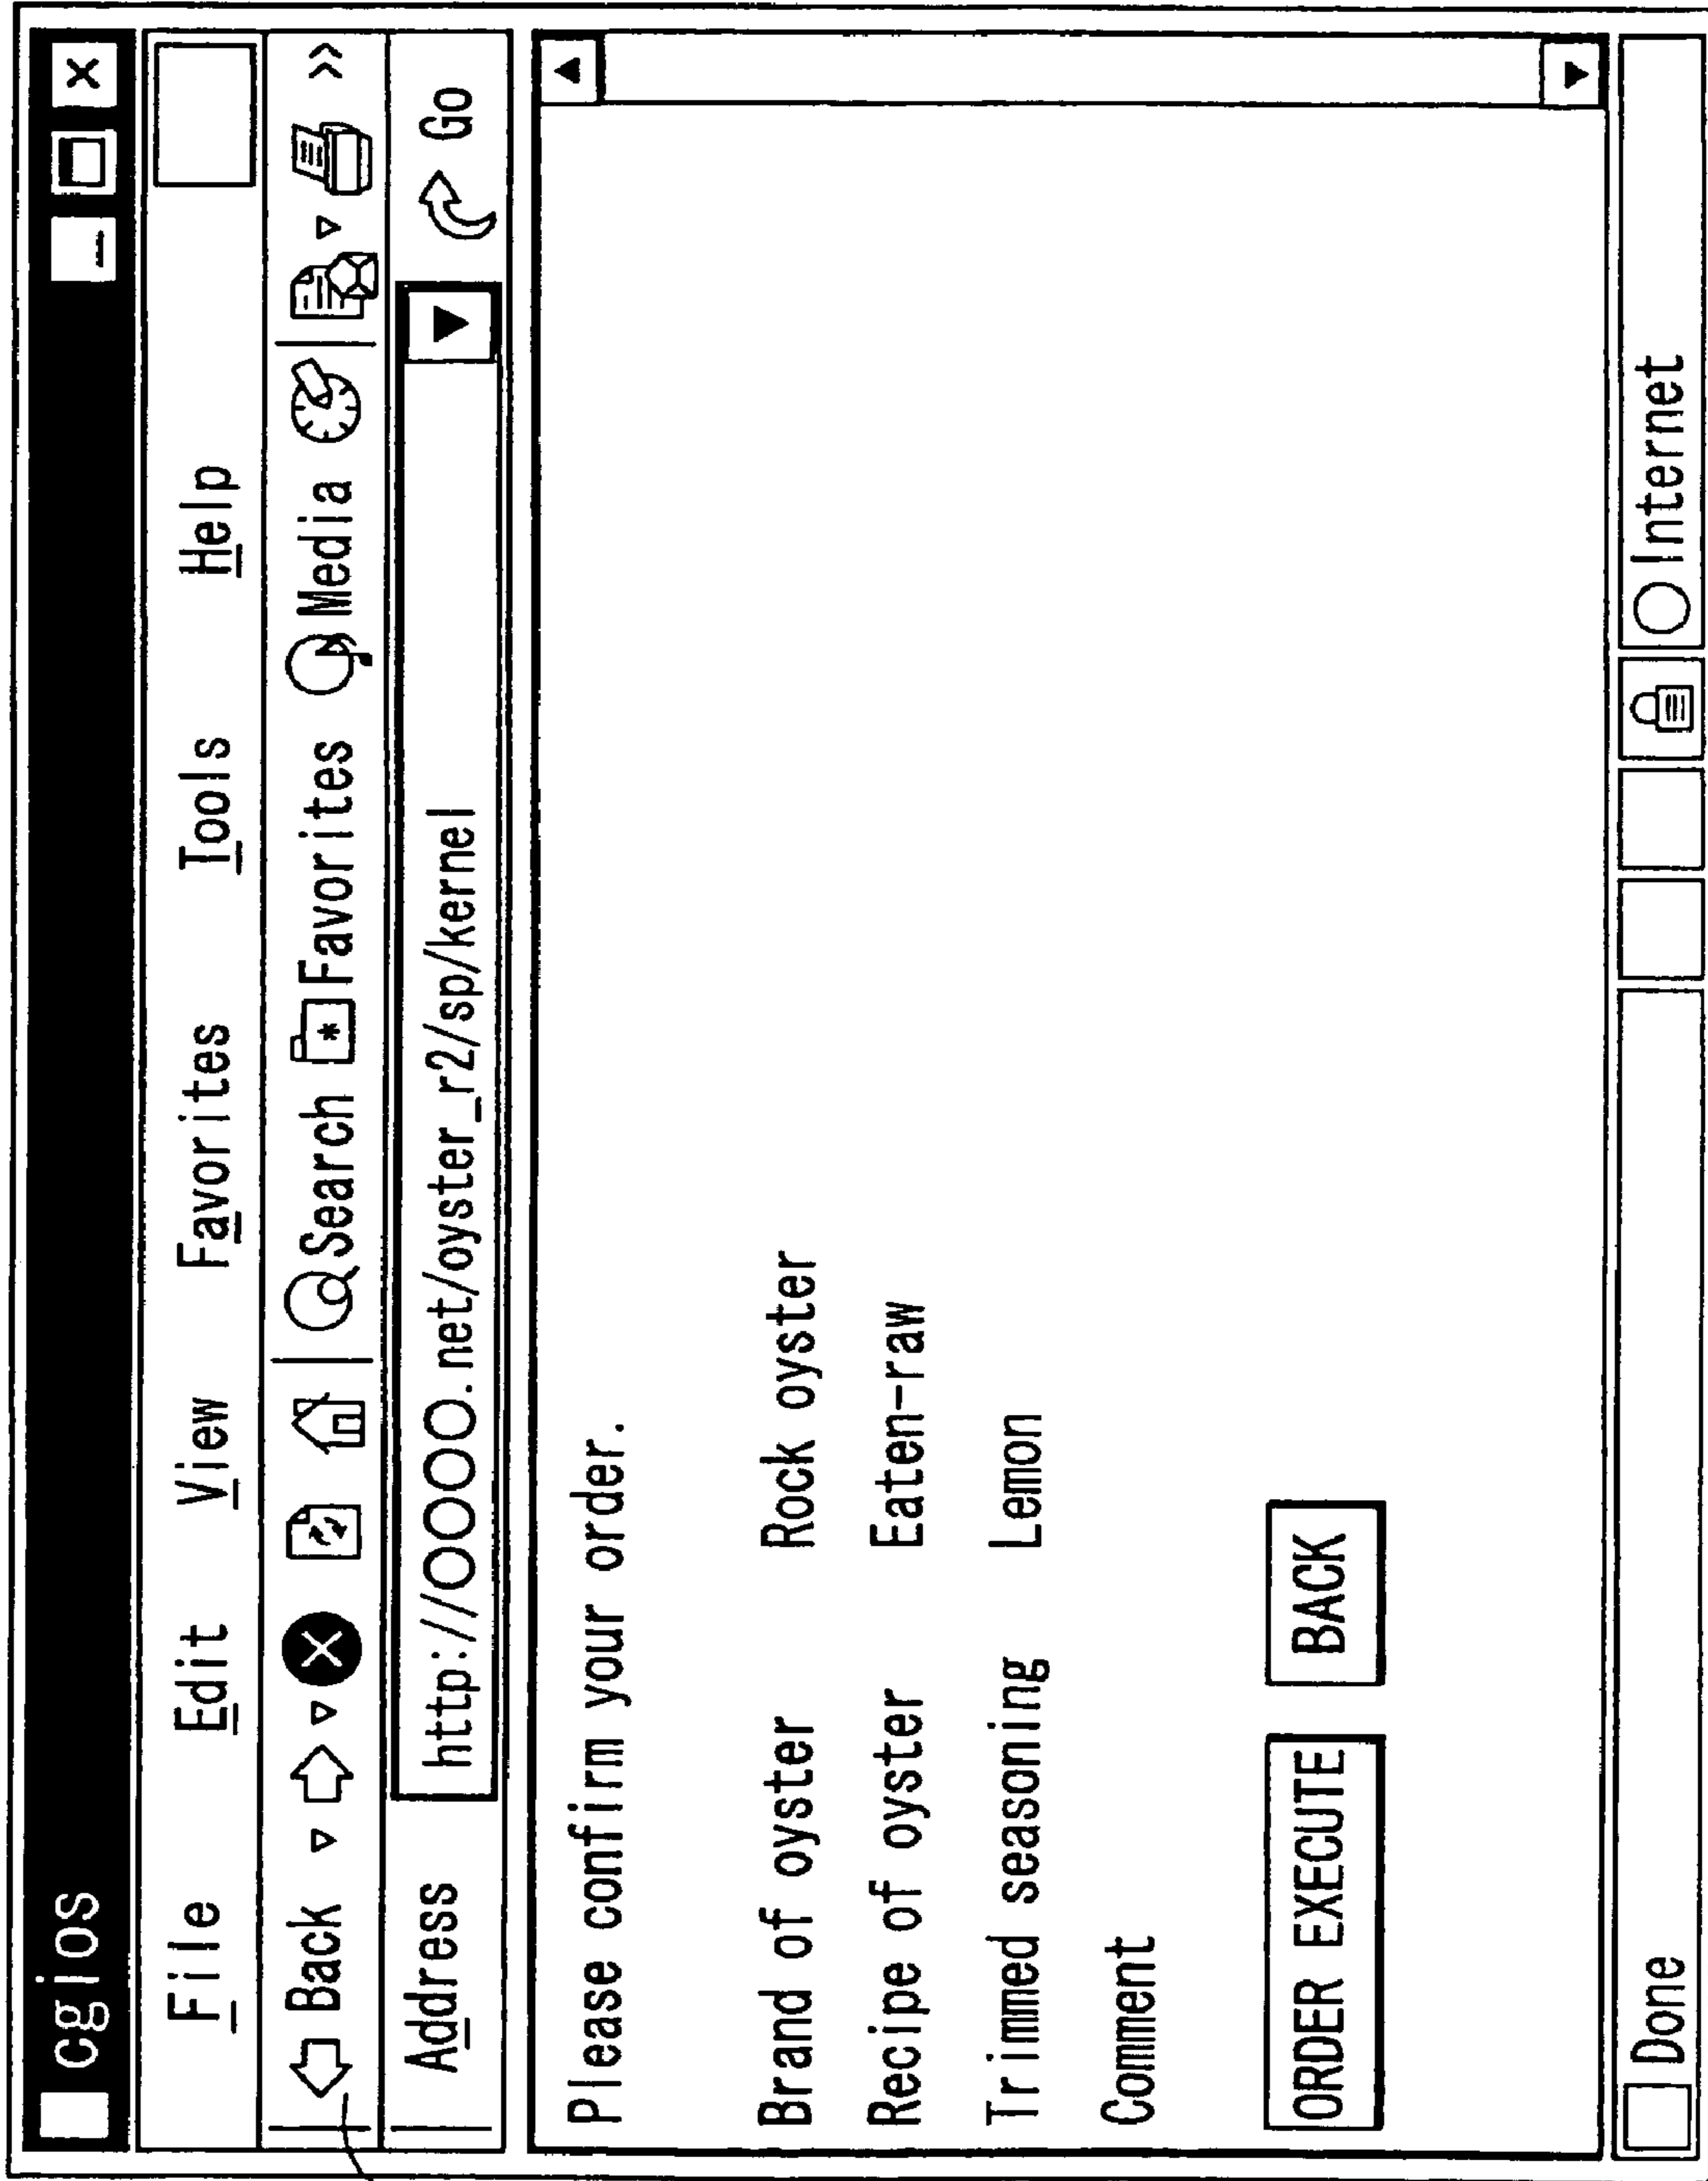 cgios
File Edit View Favorites Tools Help
Back Search Favorites Media »
Address http://○○○○.net/oyster_r2/sp/kernel Go
Please confirm your order.
Brand of oyster Rock oyster
Recipe of oyster Eaten-raw
Trimmed seasoning Lemon
Comment
ORDER EXECUTE BACK
Done Internet